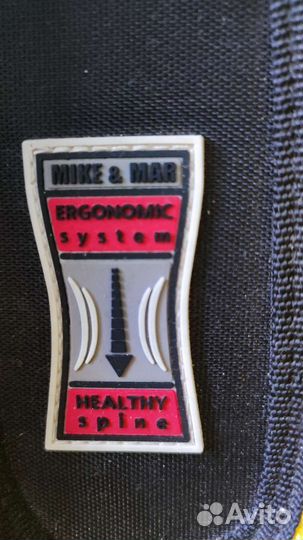 MIKE & MAR
ERGONOMIC
system
HEALTHY
spine
Avito